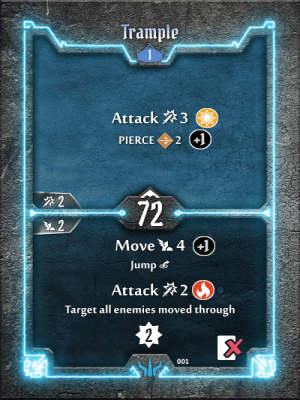 Trample
1
Attack 3
PIERCE 2 +1
2
72
2
Move 4 +1
Jump
Attack 2
Target all enemies moved through
2
001